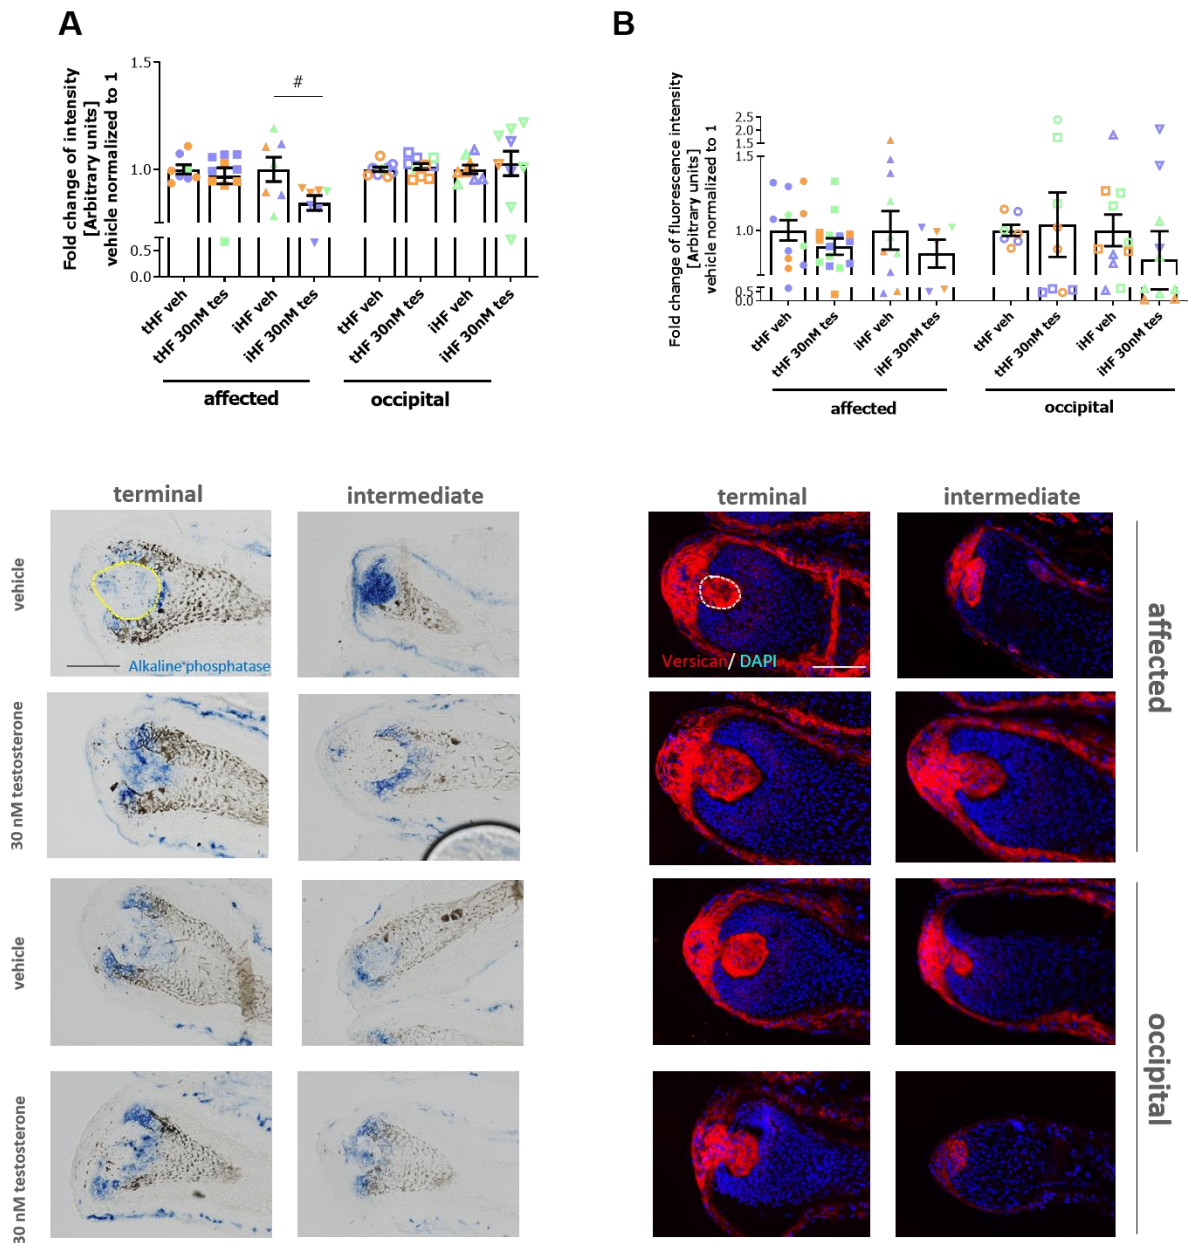 A
B
Fold change of intensity
[Arbitrary units]
vehicle normalized to 1
1.5
1.0
0.5
0.0
#
tHF veh
tHF 30nM tes
iHF veh
iHF 30nM tes
tHF veh
tHF 30nM tes
iHF veh
iHF 30nM tes
affected
occipital
Fold change of fluorescence intensity
[Arbitrary units]
vehicle normalized to 1
2.5
2.0
1.5
1.5
1.0
0.5
0.0
tHF veh
tHF 30nM tes
iHF veh
iHF 30nM tes
tHF veh
tHF 30nM tes
iHF veh
iHF 30nM tes
affected
occipital
terminal
intermediate
terminal
intermediate
vehicle
Alkaline phosphatase
Versican/ DAPI
affected
30 nM testosterone
vehicle
occipital
30 nM testosterone